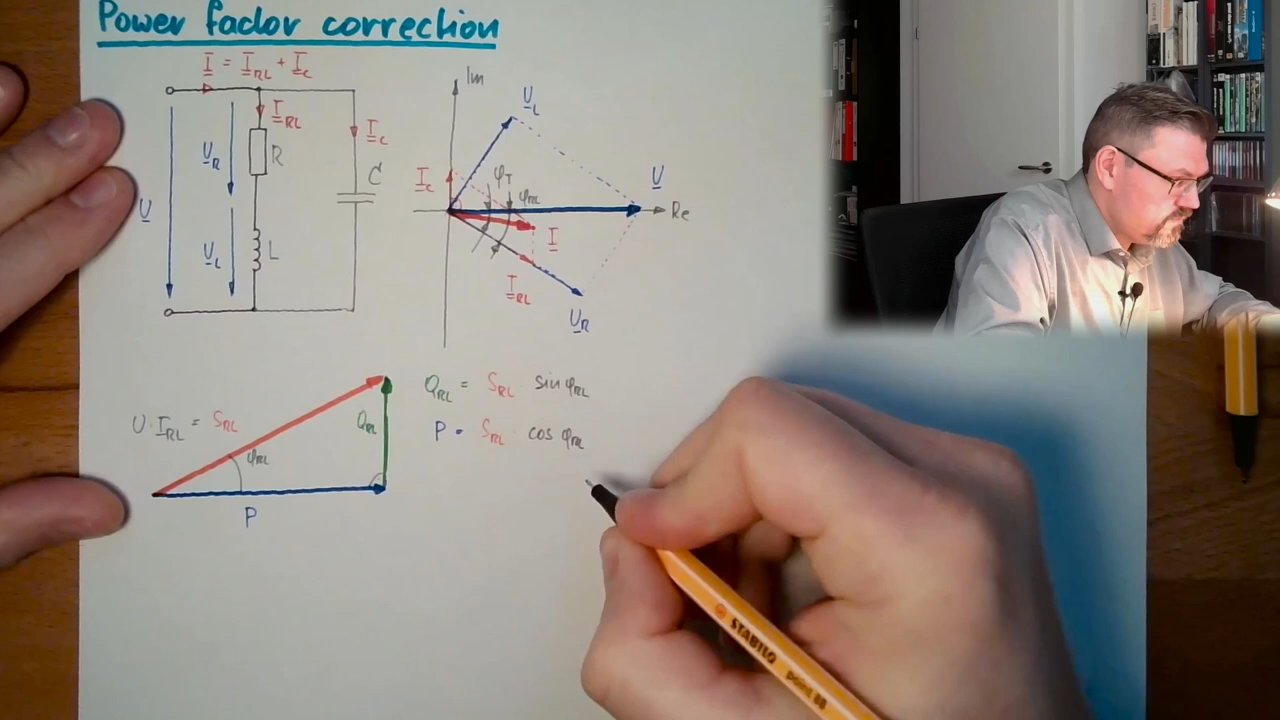 Power factor correction
I = I_RL + I_C
I_RL
I_C
U
U_R
R
C
U_L
L
Im
U_L
I_C
φ_T
φ_RL
U
Re
I
I_RL
U_R
U · I_RL = S_RL
φ_RL
Q_RL
P
Q_RL = S_RL sin φ_RL
P = S_RL cos φ_RL
STABILO point 88